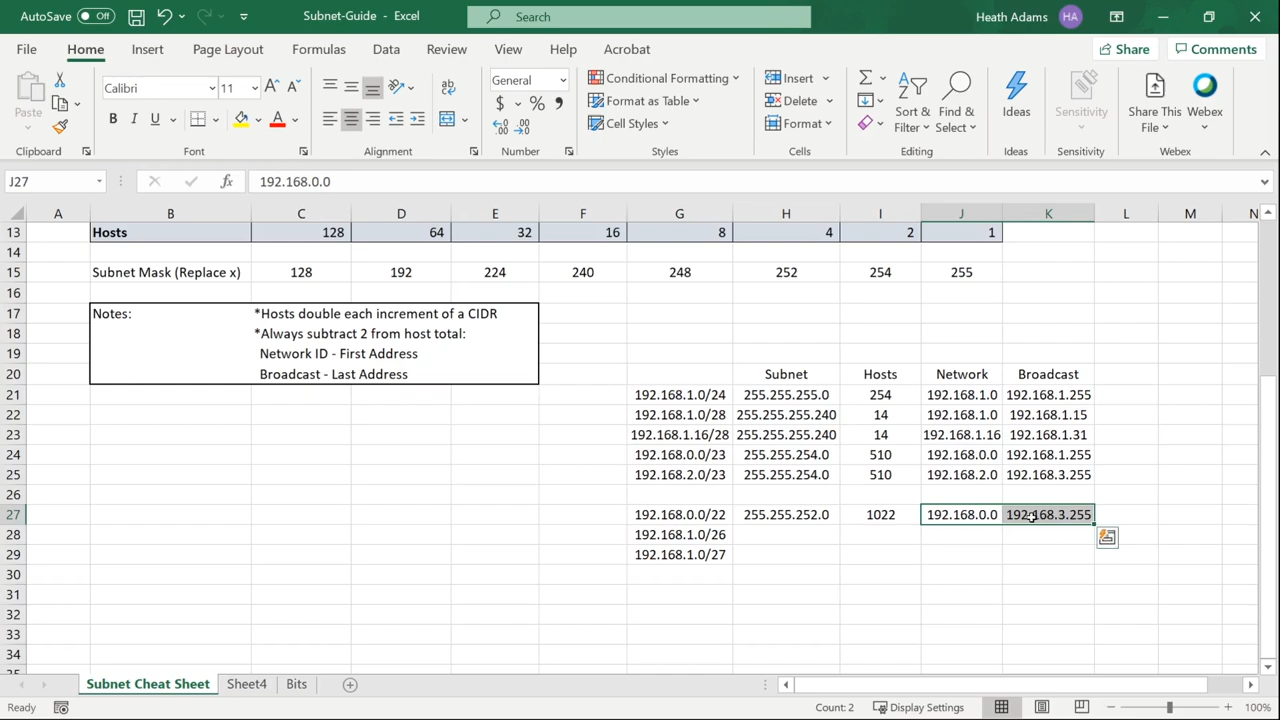 AutoSave Off Subnet-Guide - Excel Search Heath Adams HA
File Home Insert Page Layout Formulas Data Review View Help Acrobat Share Comments
Paste Calibri 11 A A General Conditional Formatting Insert Sort & Filter Find & Select Ideas Sensitivity Share This File Webex
B I U A $ % , Format as Table Delete
Cell Styles Format
Clipboard Font Alignment Number Styles Cells Editing Ideas Sensitivity Webex
J27 fx 192.168.0.0
A B C D E F G H I J K L M N
13 Hosts 128 64 32 16 8 4 2 1
14
15 Subnet Mask (Replace x) 128 192 224 240 248 252 254 255
16
17 Notes: *Hosts double each increment of a CIDR
18 *Always subtract 2 from host total:
19 Network ID - First Address
20 Broadcast - Last Address Subnet Hosts Network Broadcast
21 192.168.1.0/24 255.255.255.0 254 192.168.1.0 192.168.1.255
22 192.168.1.0/28 255.255.255.240 14 192.168.1.0 192.168.1.15
23 192.168.1.16/28 255.255.255.240 14 192.168.1.16 192.168.1.31
24 192.168.0.0/23 255.255.254.0 510 192.168.0.0 192.168.1.255
25 192.168.2.0/23 255.255.254.0 510 192.168.2.0 192.168.3.255
26
27 192.168.0.0/22 255.255.252.0 1022 192.168.0.0 192.168.3.255
28 192.168.1.0/26
29 192.168.1.0/27
30
31
32
33
34
35
Subnet Cheat Sheet Sheet4 Bits
Ready Count: 2 Display Settings 100%